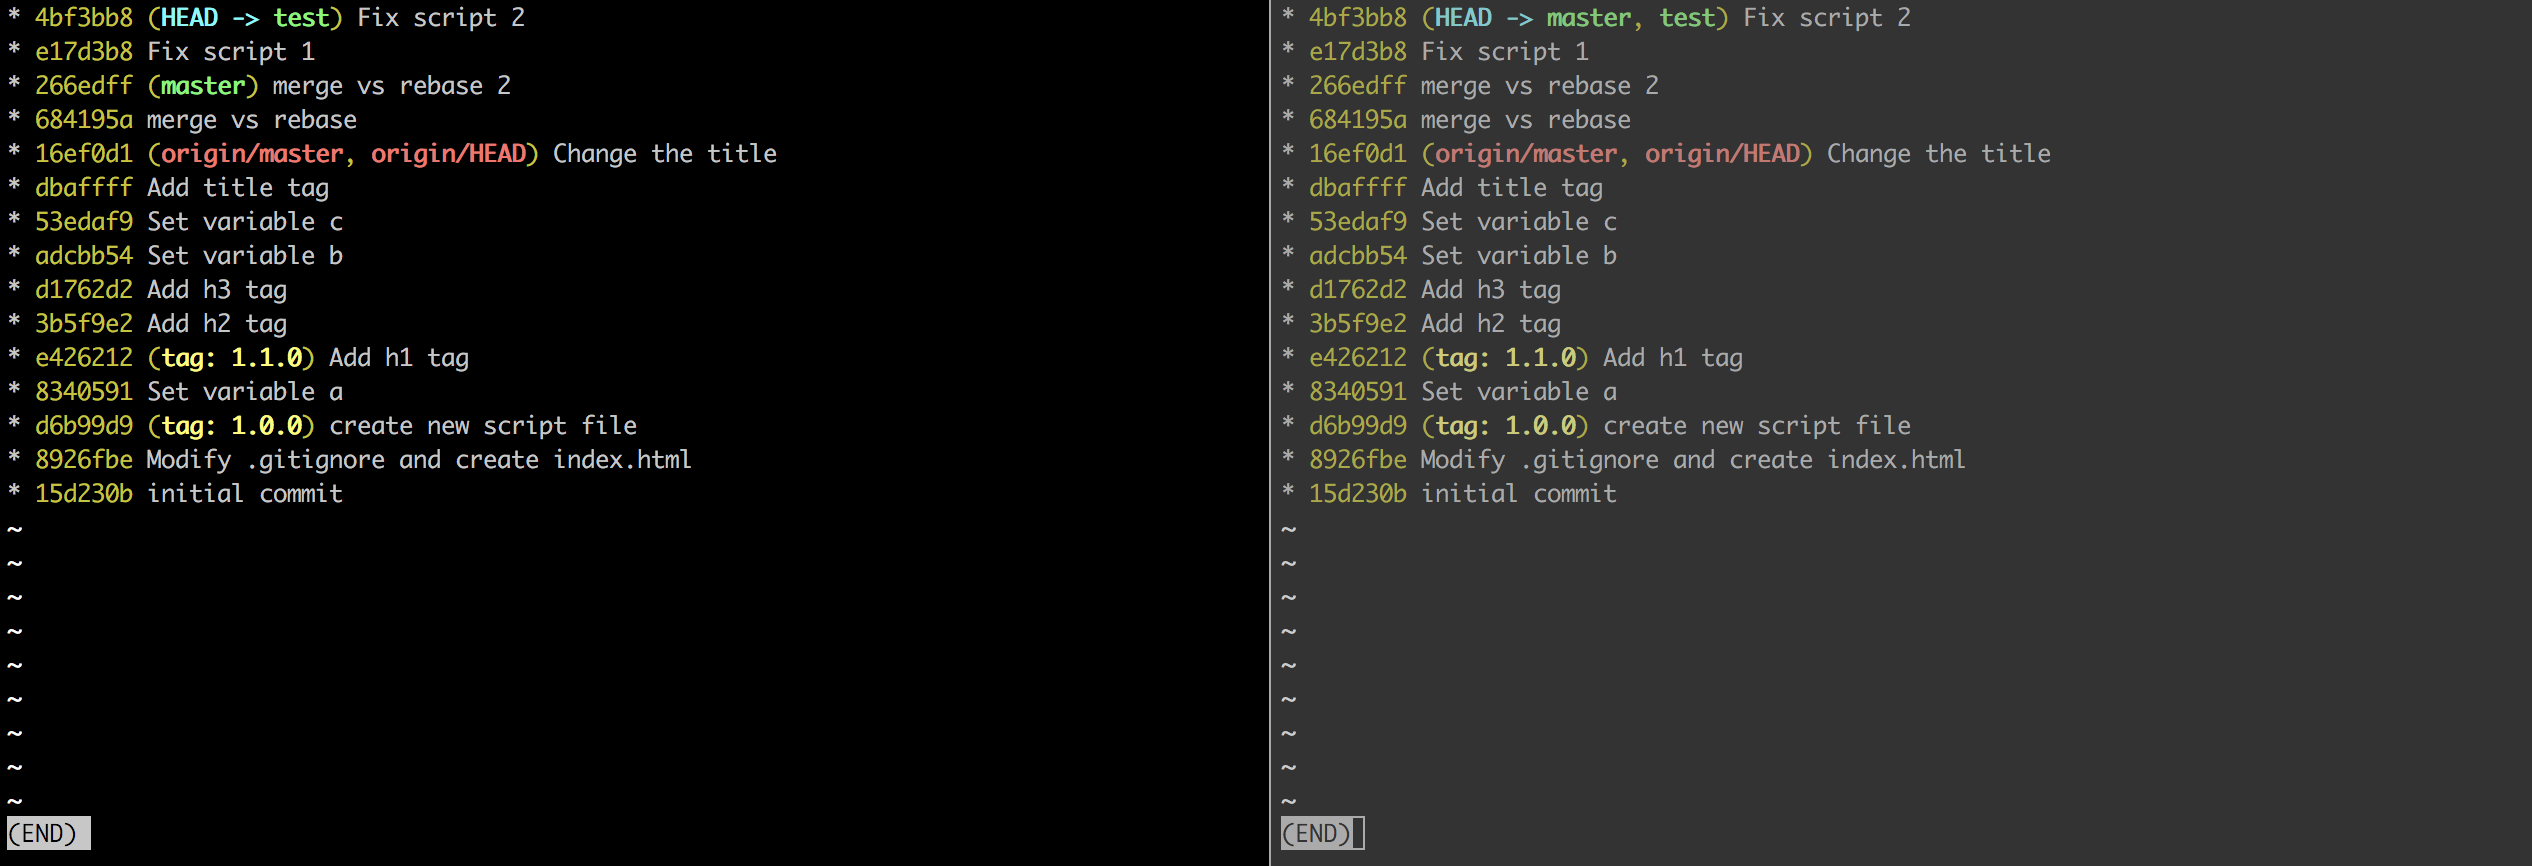 * 4bf3bb8 (HEAD -> test) Fix script 2
* e17d3b8 Fix script 1
* 266edff (master) merge vs rebase 2
* 684195a merge vs rebase
* 16ef0d1 (origin/master, origin/HEAD) Change the title
* dbaffff Add title tag
* 53edaf9 Set variable c
* adcbb54 Set variable b
* d1762d2 Add h3 tag
* 3b5f9e2 Add h2 tag
* e426212 (tag: 1.1.0) Add h1 tag
* 8340591 Set variable a
* d6b99d9 (tag: 1.0.0) create new script file
* 8926fbe Modify .gitignore and create index.html
* 15d230b initial commit
~
~
~
~
~
~
~
~
~
(END)
* 4bf3bb8 (HEAD -> master, test) Fix script 2
* e17d3b8 Fix script 1
* 266edff merge vs rebase 2
* 684195a merge vs rebase
* 16ef0d1 (origin/master, origin/HEAD) Change the title
* dbaffff Add title tag
* 53edaf9 Set variable c
* adcbb54 Set variable b
* d1762d2 Add h3 tag
* 3b5f9e2 Add h2 tag
* e426212 (tag: 1.1.0) Add h1 tag
* 8340591 Set variable a
* d6b99d9 (tag: 1.0.0) create new script file
* 8926fbe Modify .gitignore and create index.html
* 15d230b initial commit
~
~
~
~
~
~
~
~
~
(END)